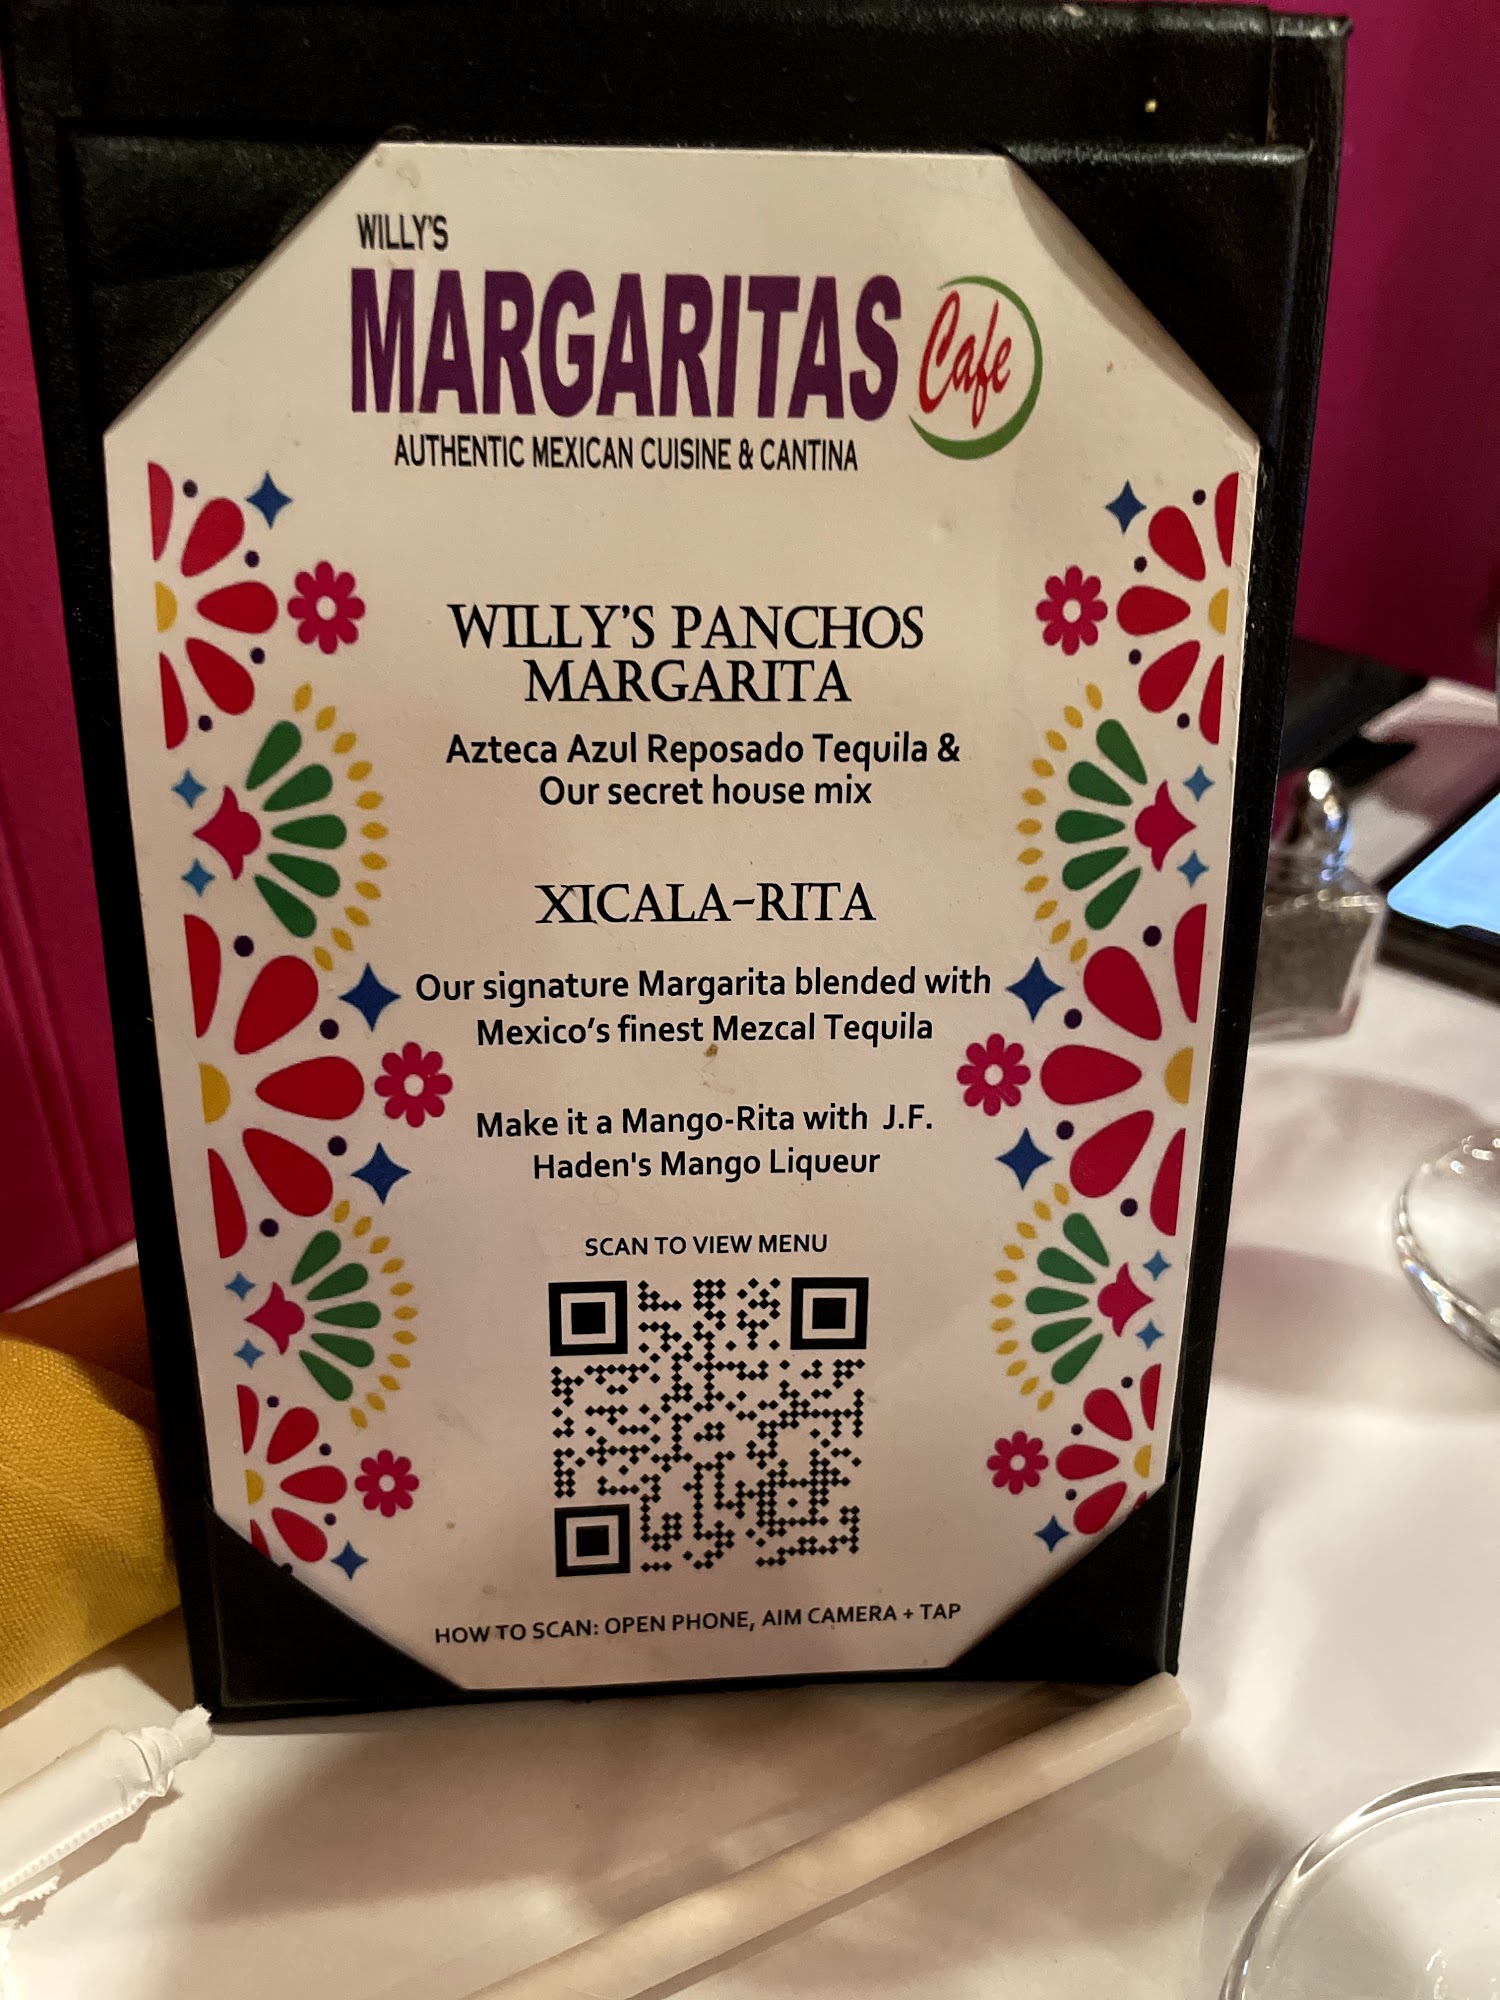 WILLY'S
MARGARITAS Cafe
AUTHENTIC MEXICAN CUISINE & CANTINA
WILLY'S PANCHOS
MARGARITA
Azteca Azul Reposado Tequila &
Our secret house mix
XICALA-RITA
Our signature Margarita blended with
Mexico's finest Mezcal Tequila
Make it a Mango-Rita with J.F.
Haden's Mango Liqueur
SCAN TO VIEW MENU
HOW TO SCAN: OPEN PHONE, AIM CAMERA + TAP